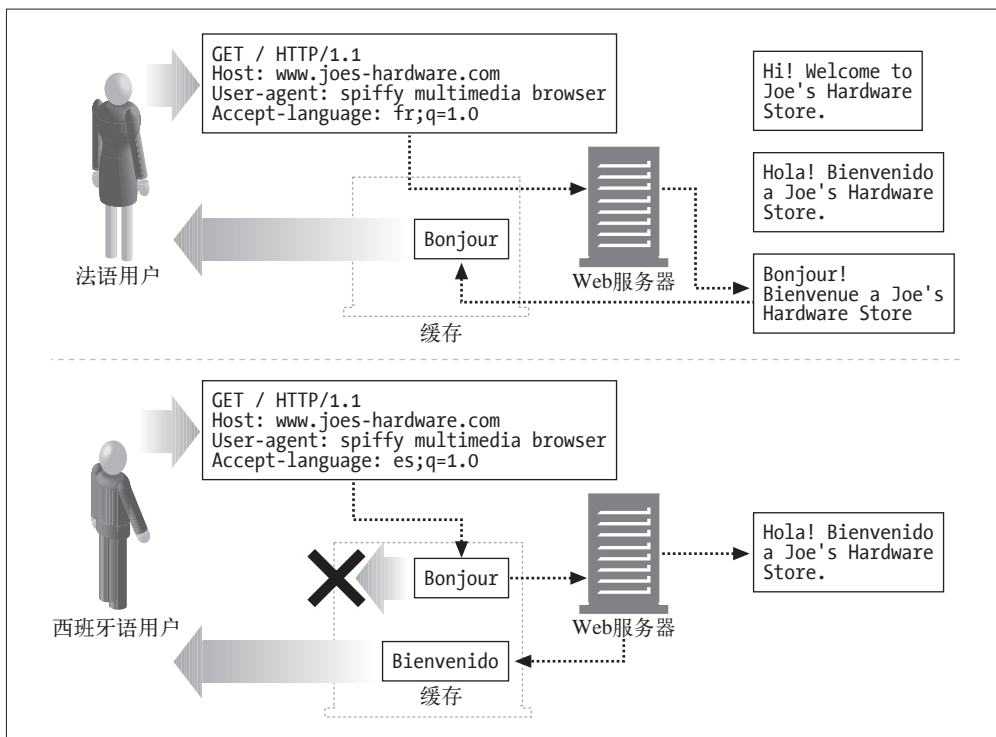 GET / HTTP/1.1
Host: www.joes-hardware.com
User-agent: spiffy multimedia browser
Accept-language: fr;q=1.0
Hi! Welcome to
Joe's Hardware
Store.
Hola! Bienvenido
a Joe's Hardware
Store.
Bonjour
法语用户
Web服务器
Bonjour!
Bienvenue a Joe's
Hardware Store
缓存
GET / HTTP/1.1
Host: www.joes-hardware.com
User-agent: spiffy multimedia browser
Accept-language: es;q=1.0
Hola! Bienvenido
a Joe's Hardware
Store.
Bonjour
西班牙语用户
Web服务器
Bienvenido
缓存